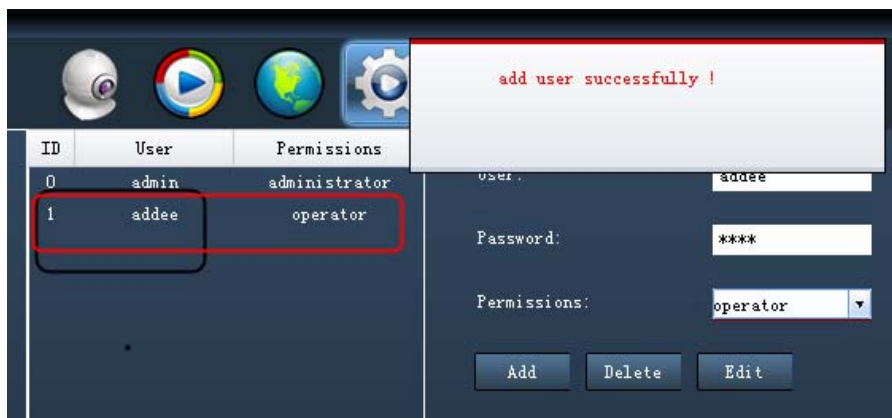 add user successfully !
ID User Permissions
0 admin administrator
1 addee operator
User: addee
Password: ****
Permissions: operator
Add Delete Edit